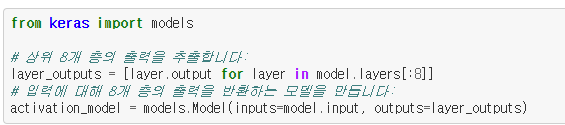 from keras import models
# 상위 8개 층의 출력을 추출합니다:
layer_outputs = [layer.output for layer in model.layers[:8]]
# 입력에 대해 8개 층의 출력을 반환하는 모델을 만듭니다:
activation_model = models.Model(inputs=model.input, outputs=layer_outputs)